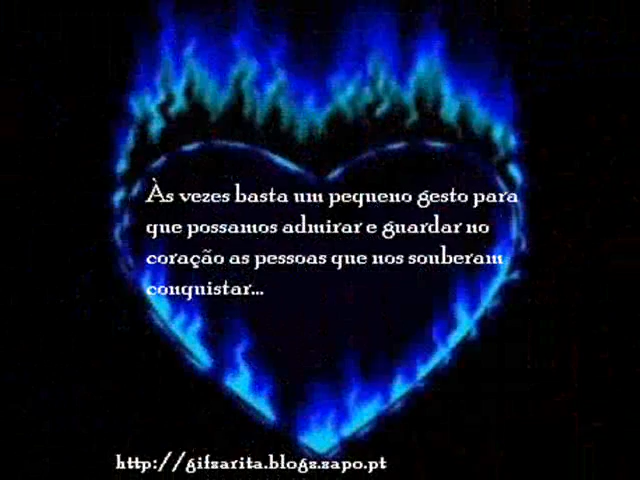 Às vezes basta um pequeno gesto para
que possamos admirar e guardar no
coração as pessoas que nos souberam
conquistar...
http://gifsarita.blogs.sapo.pt